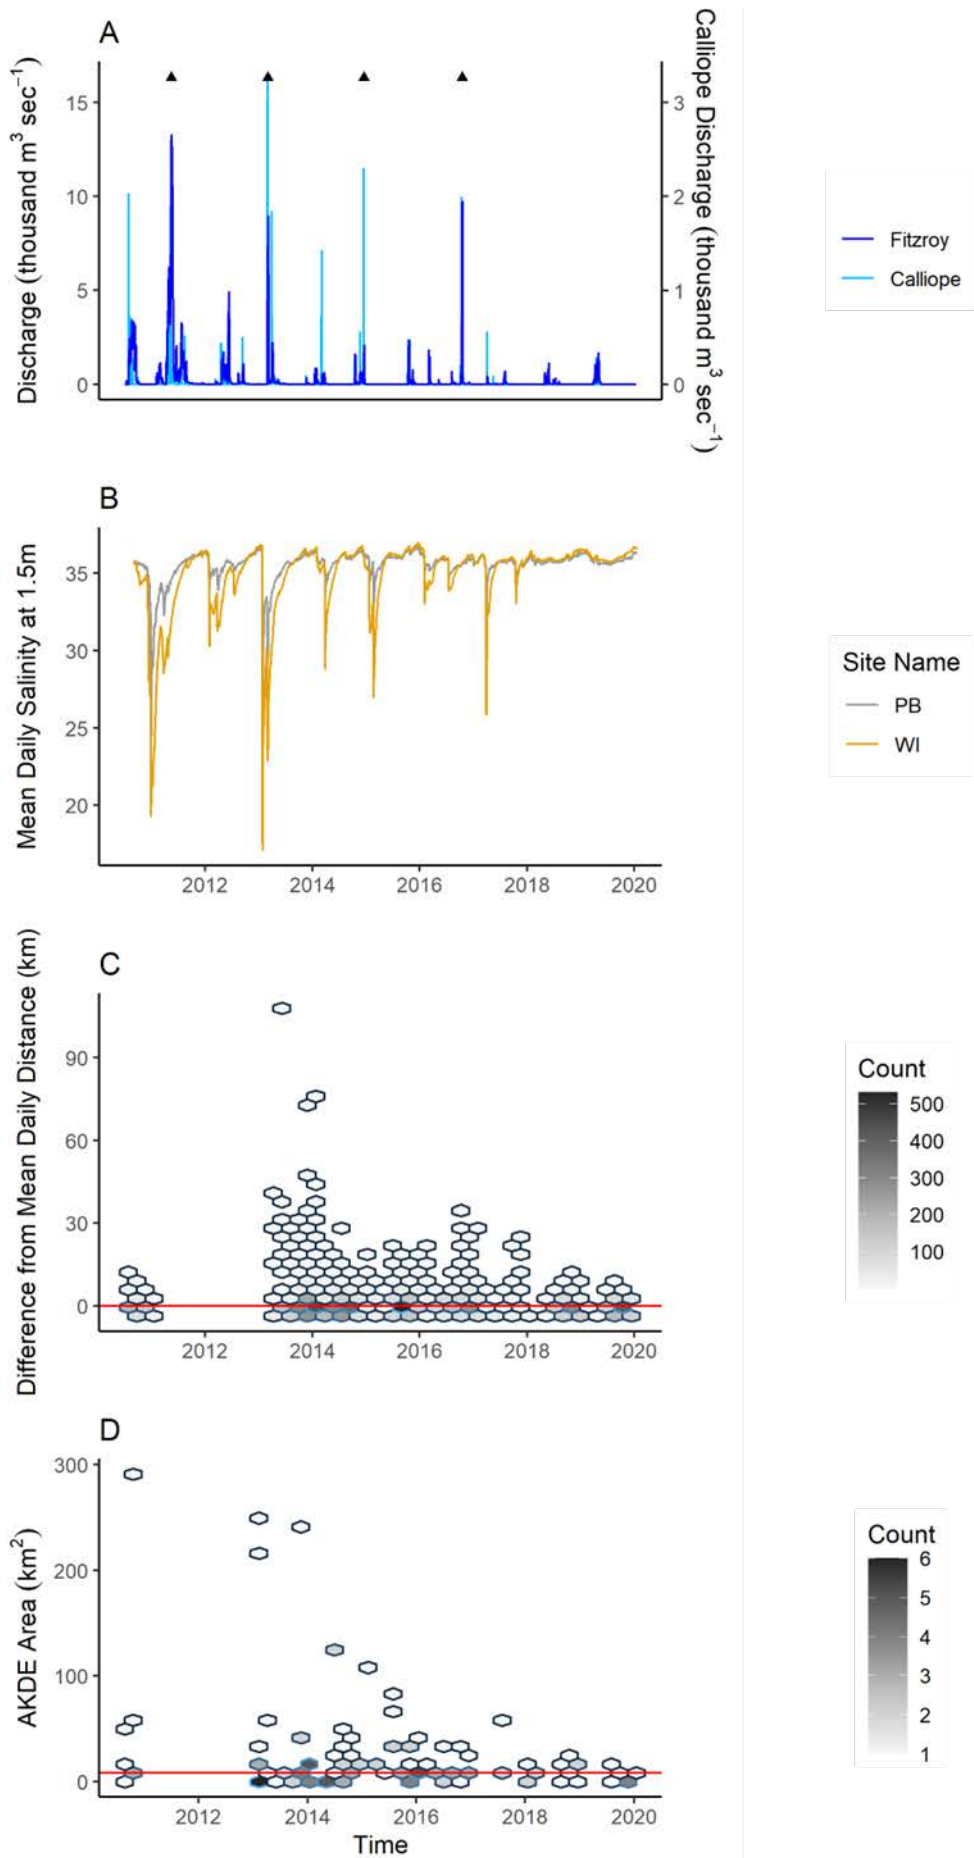 A
Discharge (thousand m³ sec⁻¹)
15
10
5
0
3
2
1
0
Calliope Discharge (thousand m³ sec⁻¹)
Fitzroy
Calliope
B
Mean Daily Salinity at 1.5m
35
30
25
20
2012 2014 2016 2018 2020
Site Name
PB
WI
C
Difference from Mean Daily Distance (km)
90
60
30
0
2012 2014 2016 2018 2020
Count
500
400
300
200
100
D
AKDE Area (km²)
300
200
100
0
2012 2014 2016 2018 2020
Time
Count
6
5
4
3
2
1